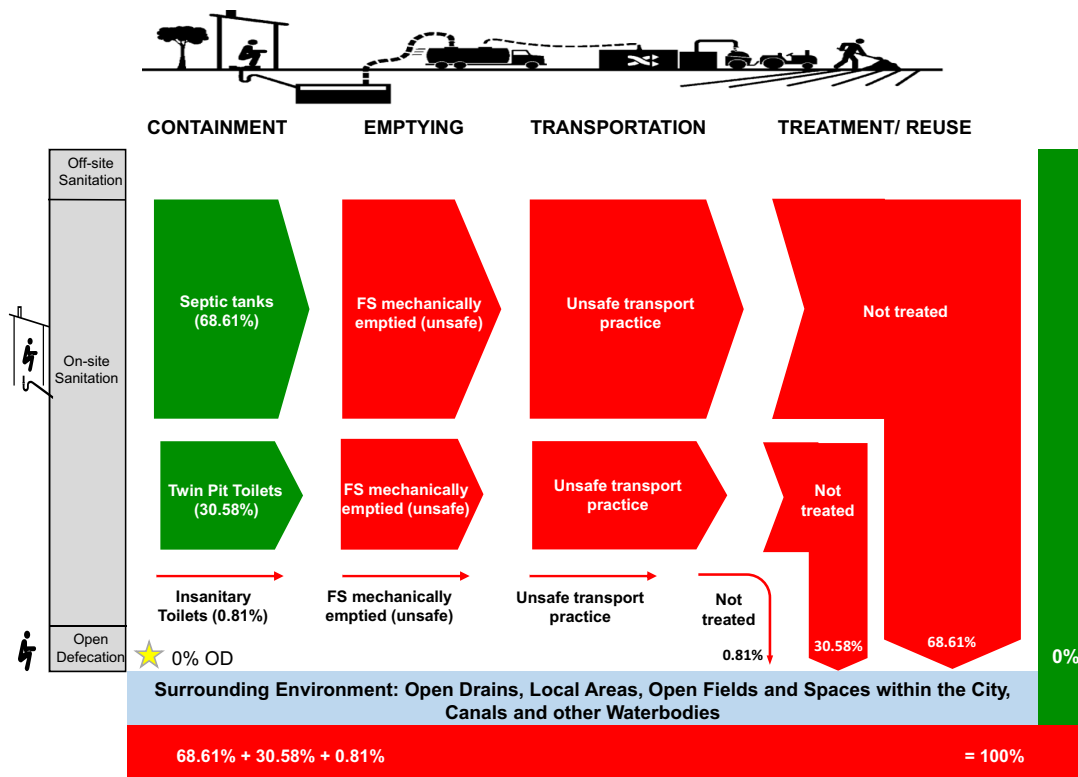 CONTAINMENT
EMPTYING
TRANSPORTATION
TREATMENT/ REUSE
Off-site
Sanitation
On-site
Sanitation
Open
Defecation
Septic tanks
(68.61%)
FS mechanically
emptied (unsafe)
Unsafe transport
practice
Not treated
Twin Pit Toilets
(30.58%)
FS mechanically
emptied (unsafe)
Unsafe transport
practice
Not
treated
Insanitary
Toilets (0.81%)
FS mechanically
emptied (unsafe)
Unsafe transport
practice
Not
treated
0.81%
30.58%
68.61%
0%
0% OD
Surrounding Environment: Open Drains, Local Areas, Open Fields and Spaces within the City,
Canals and other Waterbodies
68.61% + 30.58% + 0.81%
= 100%